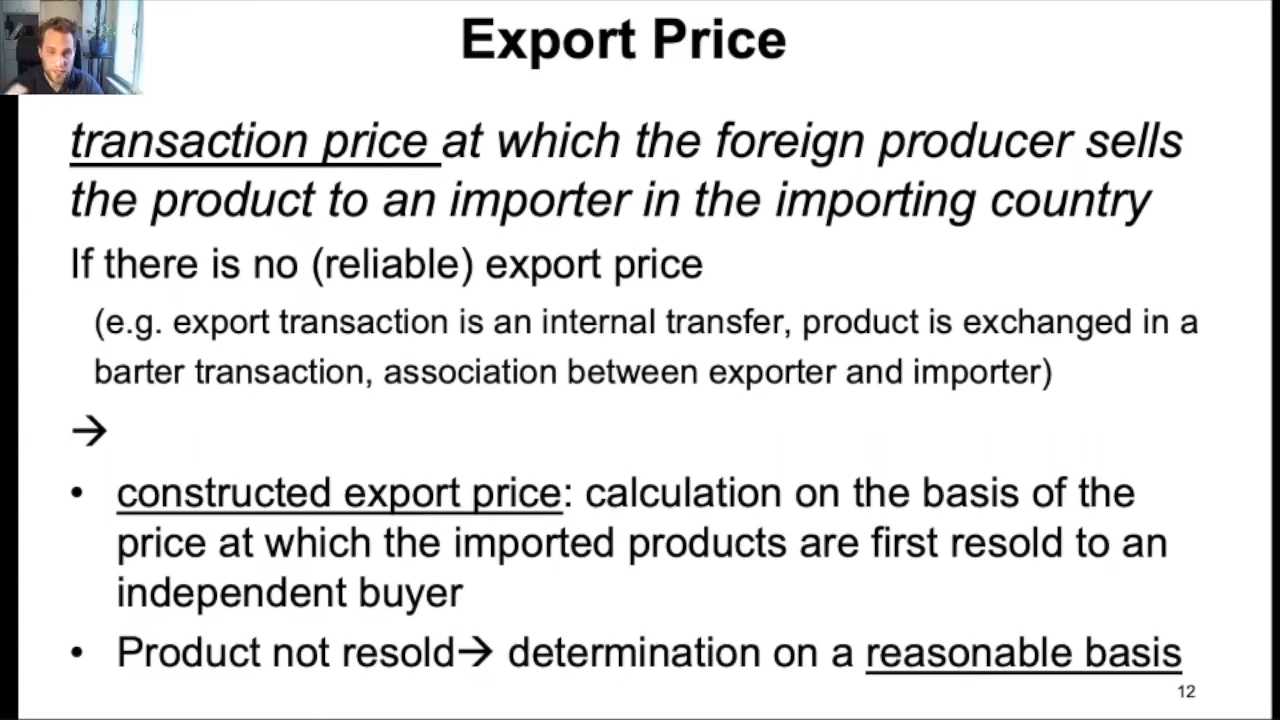 Export Price
transaction price at which the foreign producer sells
the product to an importer in the importing country
If there is no (reliable) export price
(e.g. export transaction is an internal transfer, product is exchanged in a
barter transaction, association between exporter and importer)
→
• constructed export price: calculation on the basis of the
price at which the imported products are first resold to an
independent buyer
• Product not resold→ determination on a reasonable basis
12